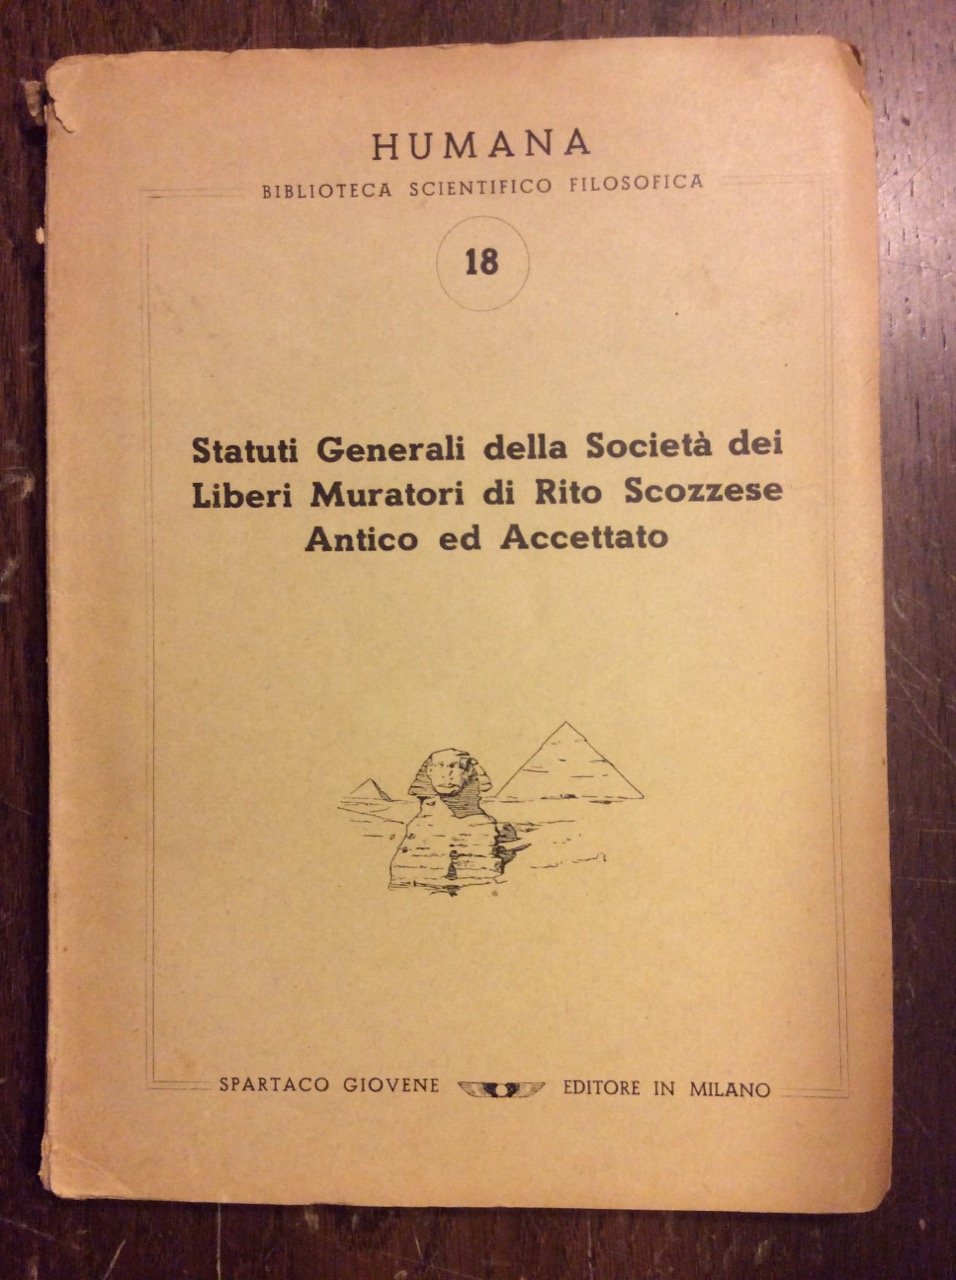 HUMANA
BIBLIOTECA SCIENTIFICO FILOSOFICA
18
Statuti Generali della Società dei
Liberi Muratori di Rito Scozzese
Antico ed Accettato
SPARTACO GIOVENE EDITORE IN MILANO